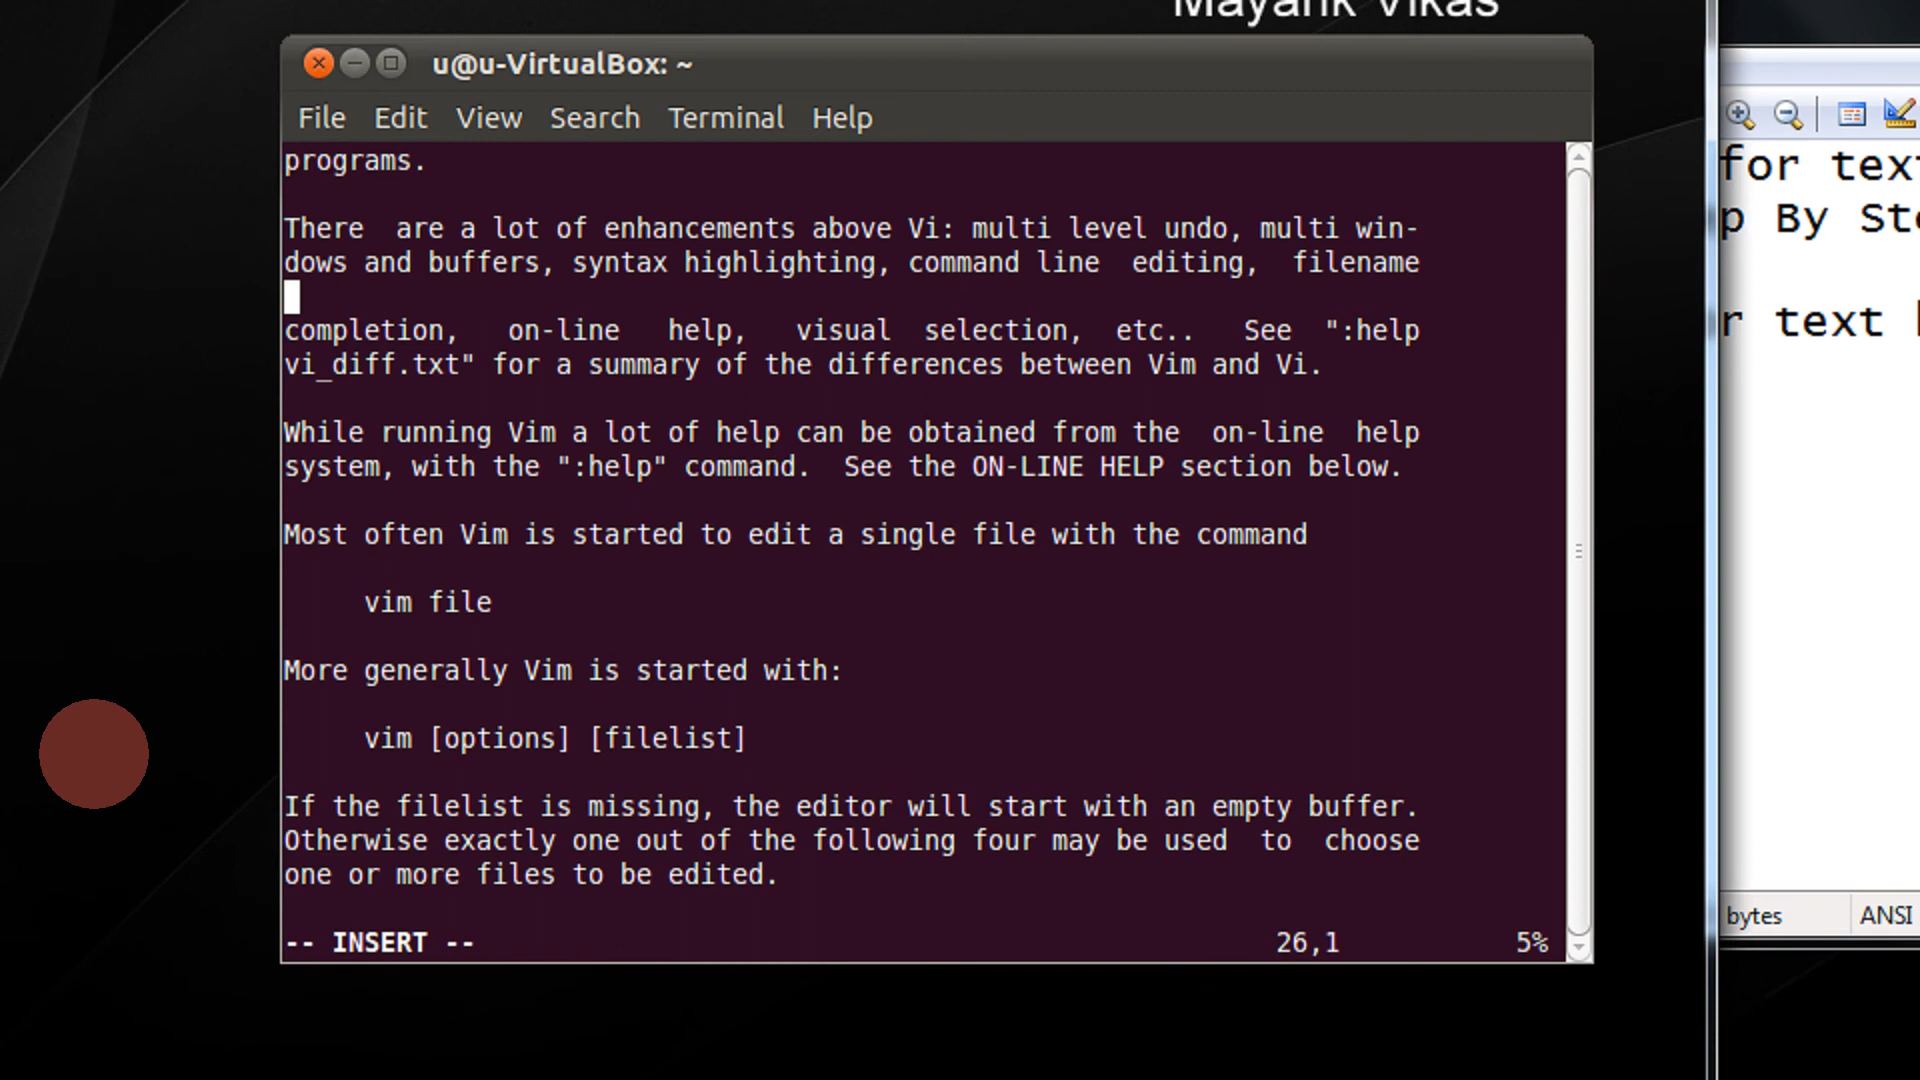 Mayank Vikas
u@u-VirtualBox: ~
File Edit View Search Terminal Help
programs.
There  are a lot of enhancements above Vi: multi level undo, multi win-
dows and buffers, syntax highlighting, command line  editing,  filename
completion,   on-line   help,   visual  selection,  etc..   See  ":help
vi_diff.txt" for a summary of the differences between Vim and Vi.
While running Vim a lot of help can be obtained from the  on-line  help
system, with the ":help" command.  See the ON-LINE HELP section below.
Most often Vim is started to edit a single file with the command
     vim file
More generally Vim is started with:
     vim [options] [filelist]
If the filelist is missing, the editor will start with an empty buffer.
Otherwise exactly one out of the following four may be used  to  choose
one or more files to be edited.
-- INSERT --  26,1  5%
for text
p By Ste
r text
bytes ANSI